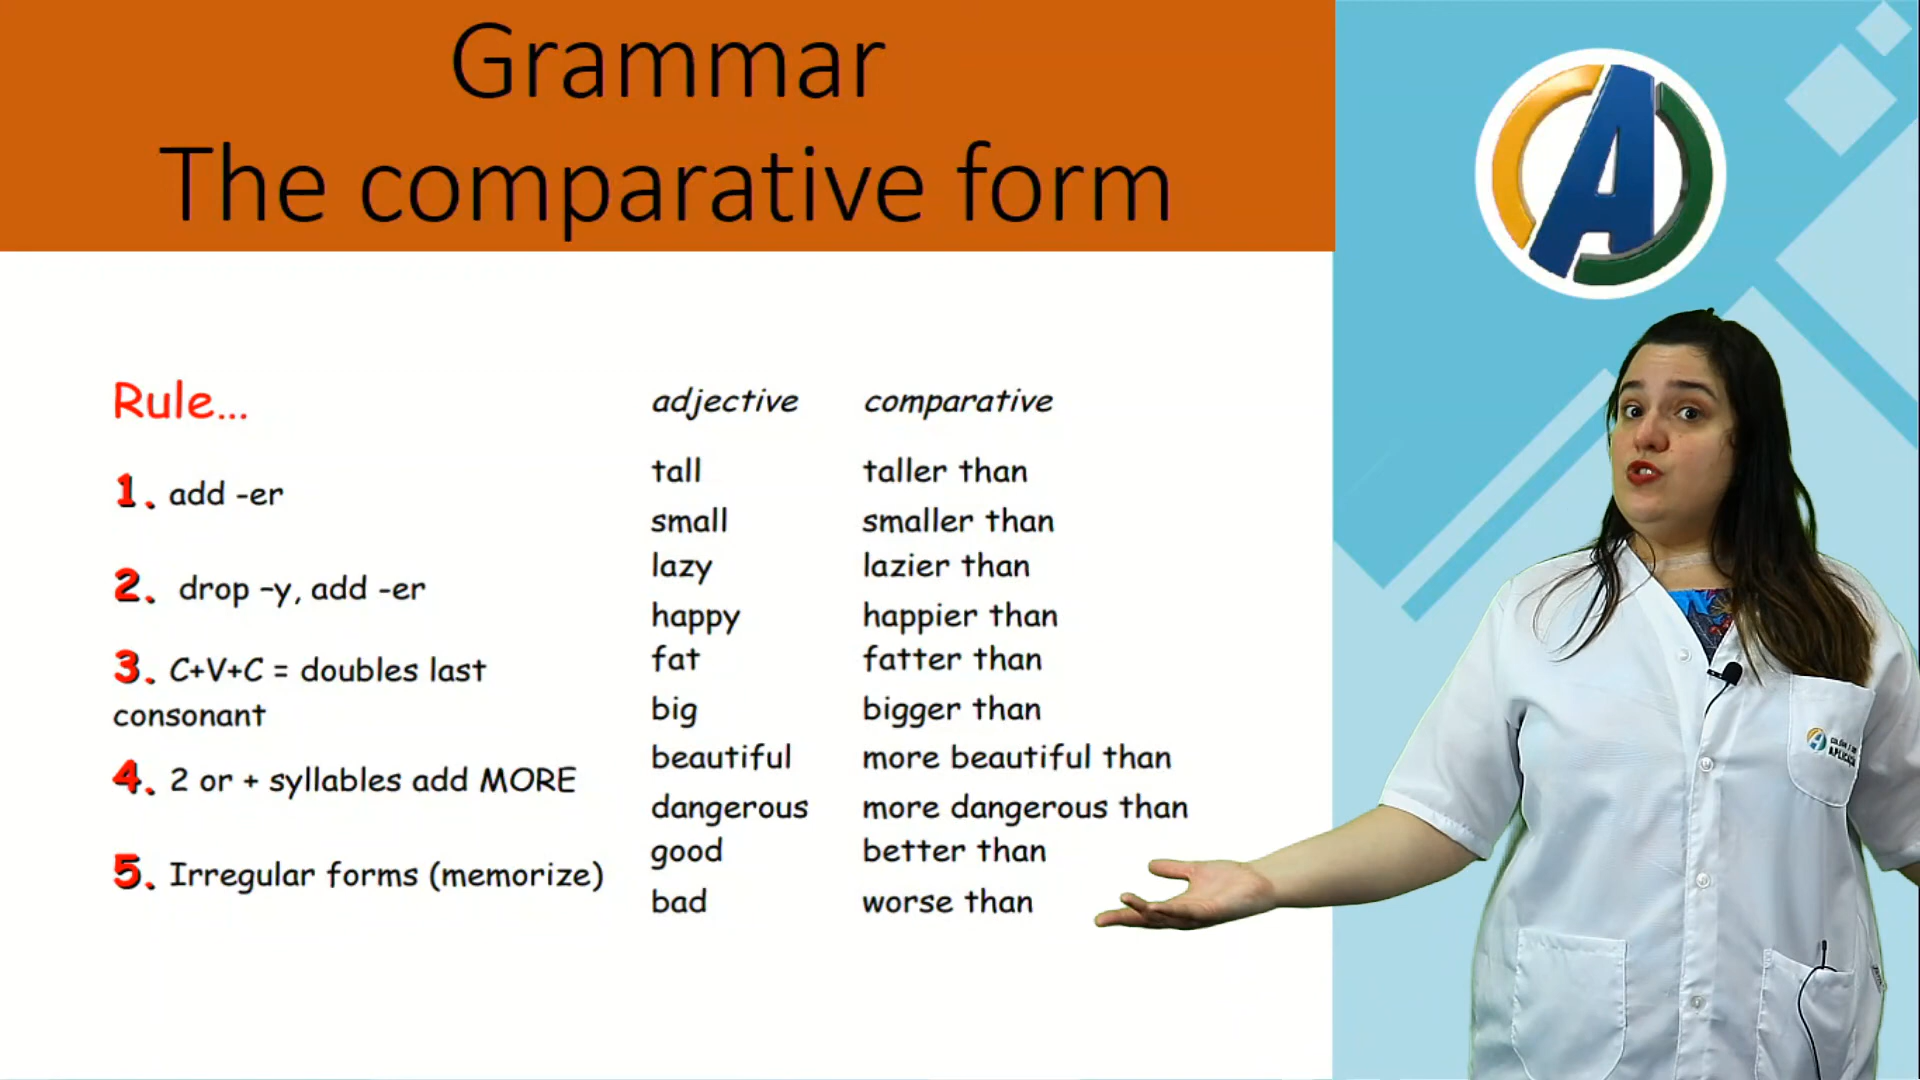 Grammar
The comparative form
Rule...
adjective comparative
1. add -er
tall taller than
small smaller than
2. drop –y, add -er
lazy lazier than
happy happier than
3. C+V+C = doubles last
consonant
fat fatter than
big bigger than
4. 2 or + syllables add MORE
beautiful more beautiful than
dangerous more dangerous than
5. Irregular forms (memorize)
good better than
bad worse than
A